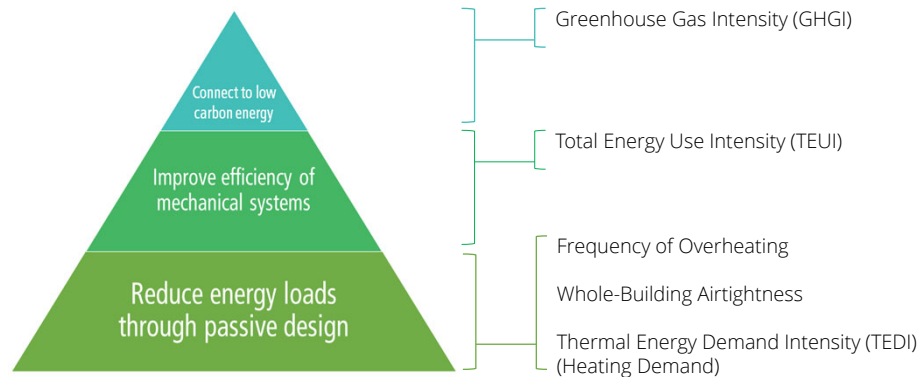 Greenhouse Gas Intensity (GHGI)
Connect to low
carbon energy
Total Energy Use Intensity (TEUI)
Improve efficiency of
mechanical systems
Frequency of Overheating
Whole-Building Airtightness
Reduce energy loads
through passive design
Thermal Energy Demand Intensity (TEDI)
(Heating Demand)